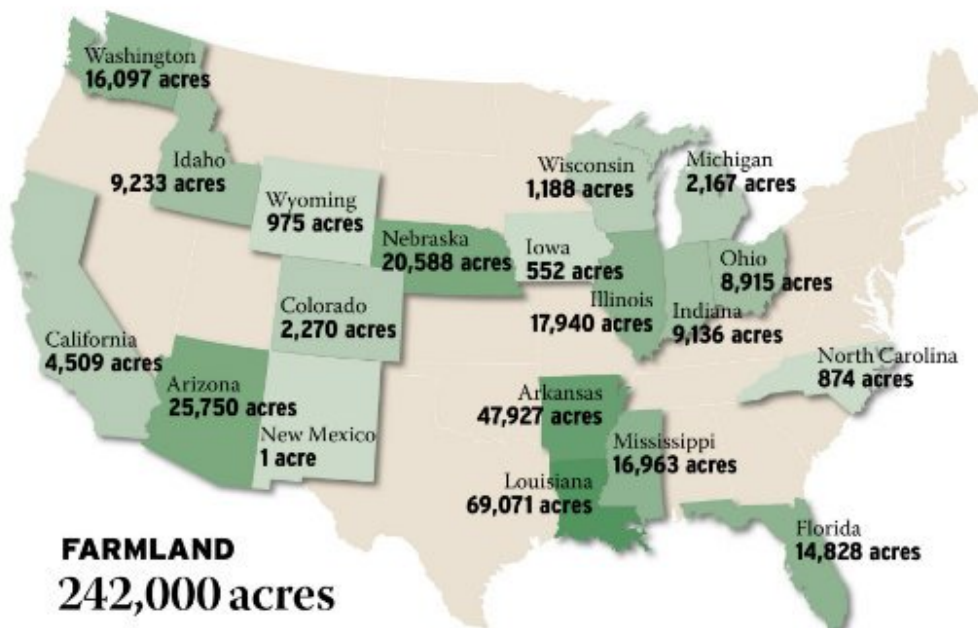 Washington
16,097 acres
Idaho
9,233 acres
Wyoming
975 acres
Nebraska
20,588 acres
Wisconsin
1,188 acres
Michigan
2,167 acres
Iowa
552 acres
Ohio
8,915 acres
Illinois
17,940 acres
Indiana
9,136 acres
Colorado
2,270 acres
California
4,509 acres
Arizona
25,750 acres
New Mexico
1 acre
North Carolina
874 acres
Arkansas
47,927 acres
Mississippi
16,963 acres
Louisiana
69,071 acres
Florida
14,828 acres
FARMLAND
242,000 acres